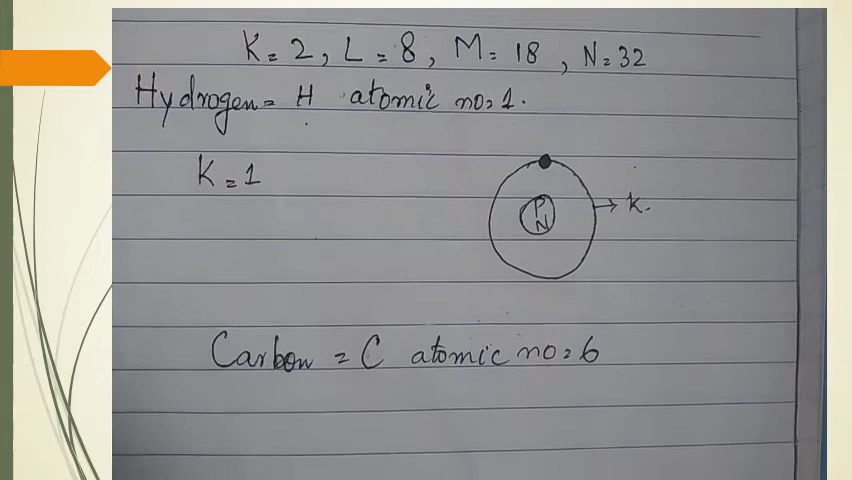 K = 2, L = 8, M = 18, N = 32
Hydrogen = H atomic no = 1.
K = 1
P
N
→ K.
Carbon = C atomic no = 6